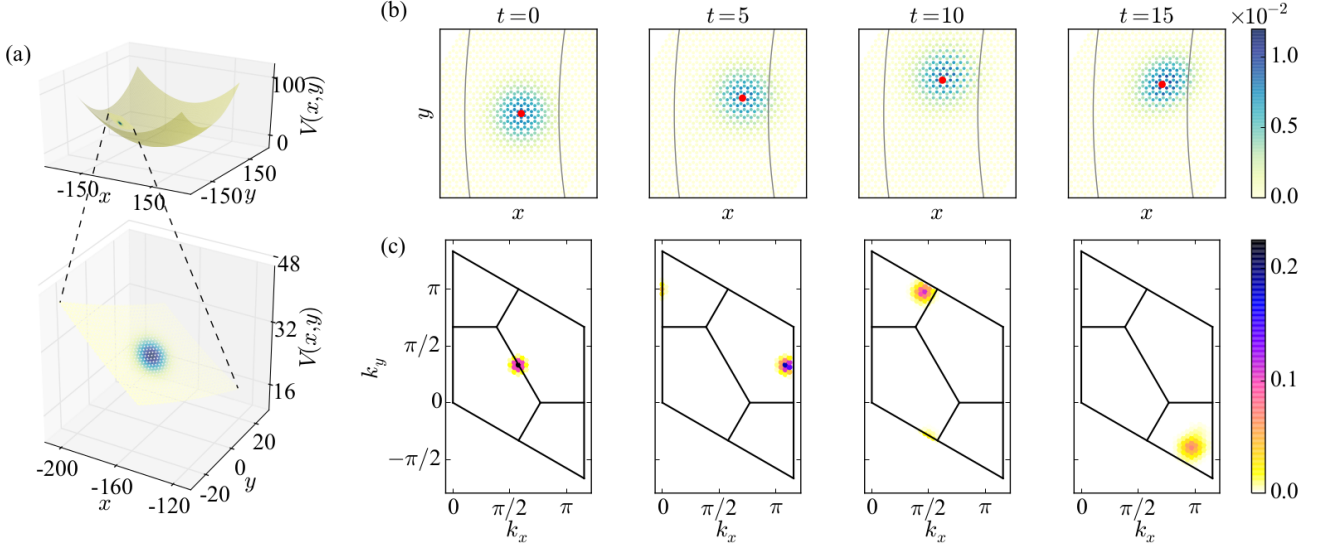 (a)
100
0
V(x,y)
-150
x
150
-150
y
150
48
32
16
V(x,y)
-200
-160
-120
x
-20
0
20
y
(b)
t=0
t=5
t=10
t=15
×10⁻²
y
x
x
x
x
1.0
0.5
0.0
(c)
π
π/2
0
−π/2
k_y
0 π/2 π
0 π/2 π
0 π/2 π
0 π/2 π
k_x
k_x
k_x
k_x
0.2
0.1
0.0